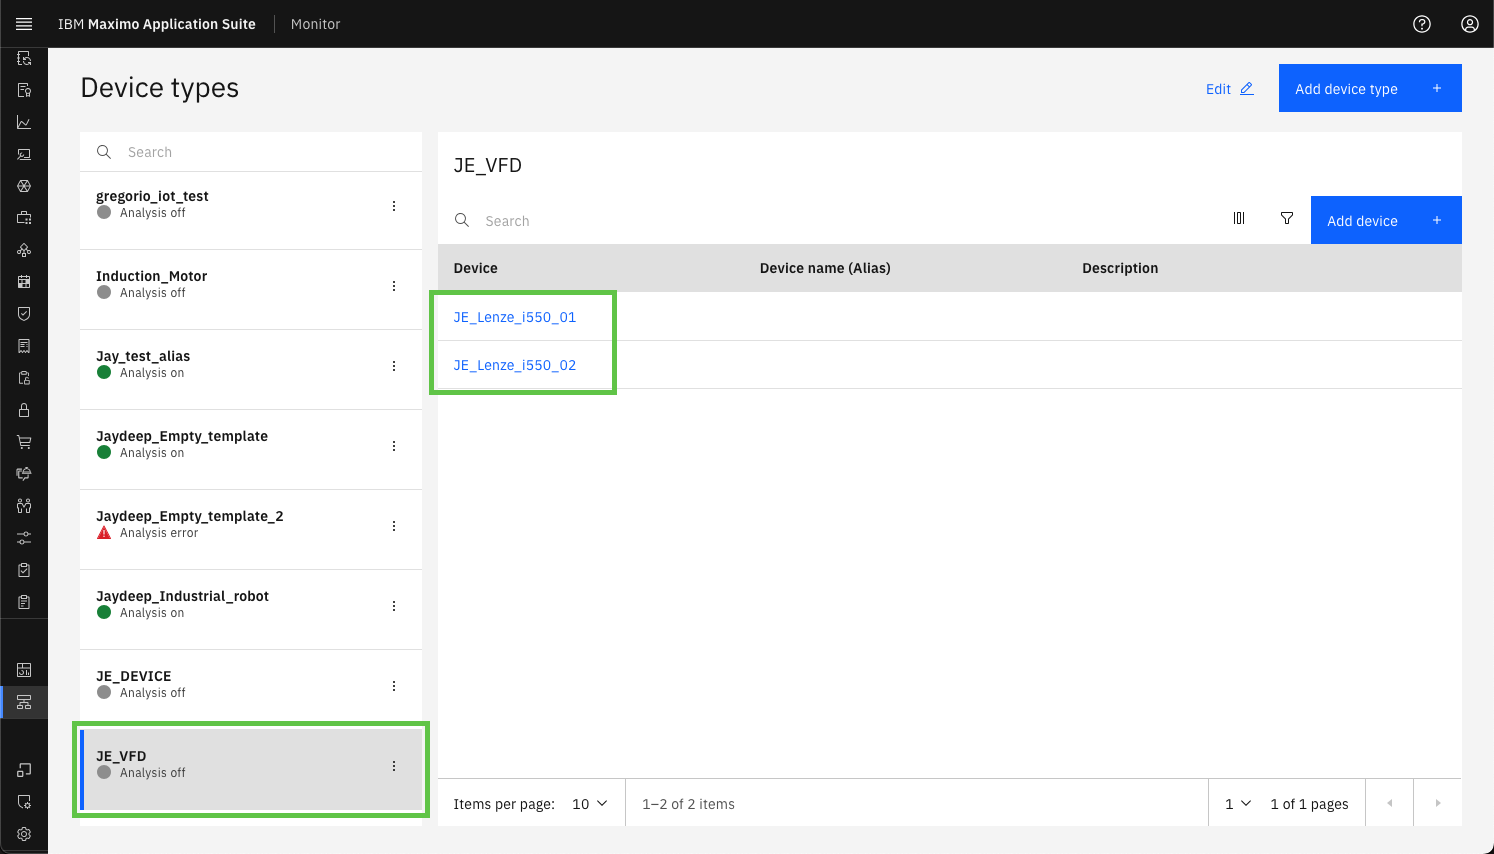 IBM Maximo Application Suite Monitor
Device types
Edit
Add device type +
Search
gregorio_iot_test
Analysis off
Induction_Motor
Analysis off
Jay_test_alias
Analysis on
Jaydeep_Empty_template
Analysis on
Jaydeep_Empty_template_2
Analysis error
Jaydeep_Industrial_robot
Analysis on
JE_DEVICE
Analysis off
JE_VFD
Analysis off
JE_VFD
Search
Add device +
Device Device name (Alias) Description
JE_Lenze_i550_01
JE_Lenze_i550_02
Items per page: 10 1–2 of 2 items 1 1 of 1 pages